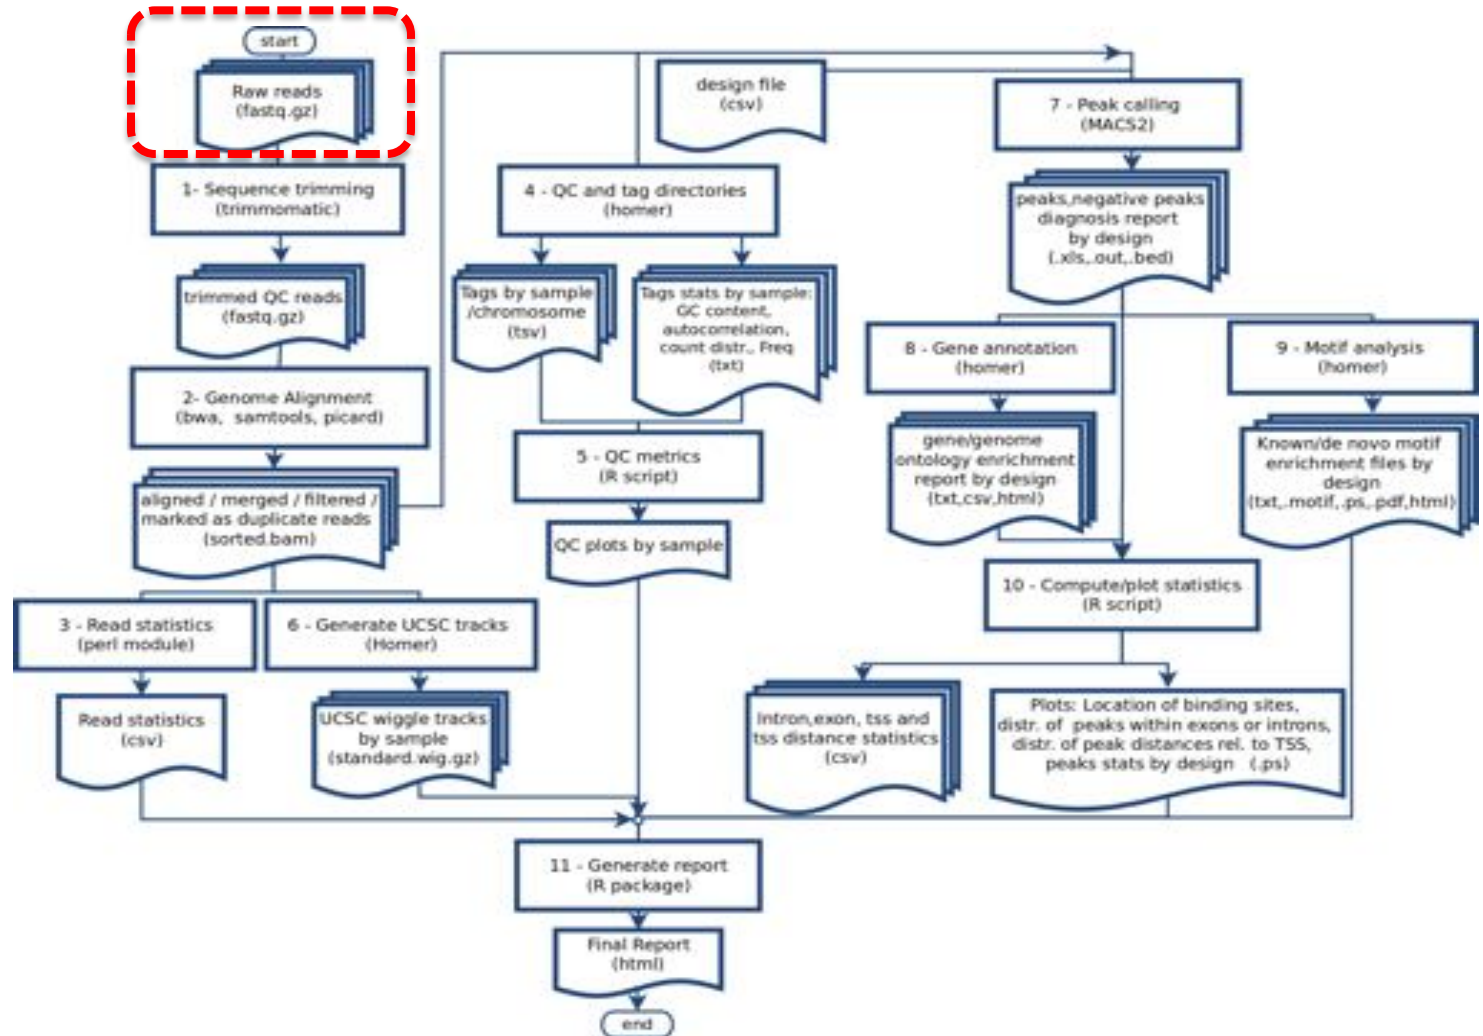 start
Raw reads
(fastq.gz)
1- Sequence trimming
(trimmomatic)
trimmed QC reads
(fastq.gz)
2- Genome Alignment
(bwa, samtools, picard)
aligned / merged / filtered /
marked as duplicate reads
(sorted.bam)
3 - Read statistics
(perl module)
Read statistics
(csv)
6 - Generate UCSC tracks
(Homer)
UCSC wiggle tracks
by sample
(standard.wig.gz)
design file
(csv)
4 - QC and tag directories
(homer)
Tags by sample
/chromosome
(tsv)
Tags stats by sample:
GC content,
autocorrelation,
count distr., Freq
(txt)
5 - QC metrics
(R script)
QC plots by sample
7 - Peak calling
(MACS2)
peaks,negative peaks
diagnosis report
by design
(.xls,.out,.bed)
8 - Gene annotation
(homer)
gene/genome
ontology enrichment
report by design
(txt,csv,html)
9 - Motif analysis
(homer)
Known/de novo motif
enrichment files by
design
(txt,.motif,.ps,.pdf,html)
10 - Compute/plot statistics
(R script)
Intron,exon, tss and
tss distance statistics
(csv)
Plots: Location of binding sites,
distr. of peaks within exons or introns,
distr. of peak distances rel. to TSS,
peaks stats by design (.ps)
11 - Generate report
(R package)
Final Report
(html)
end